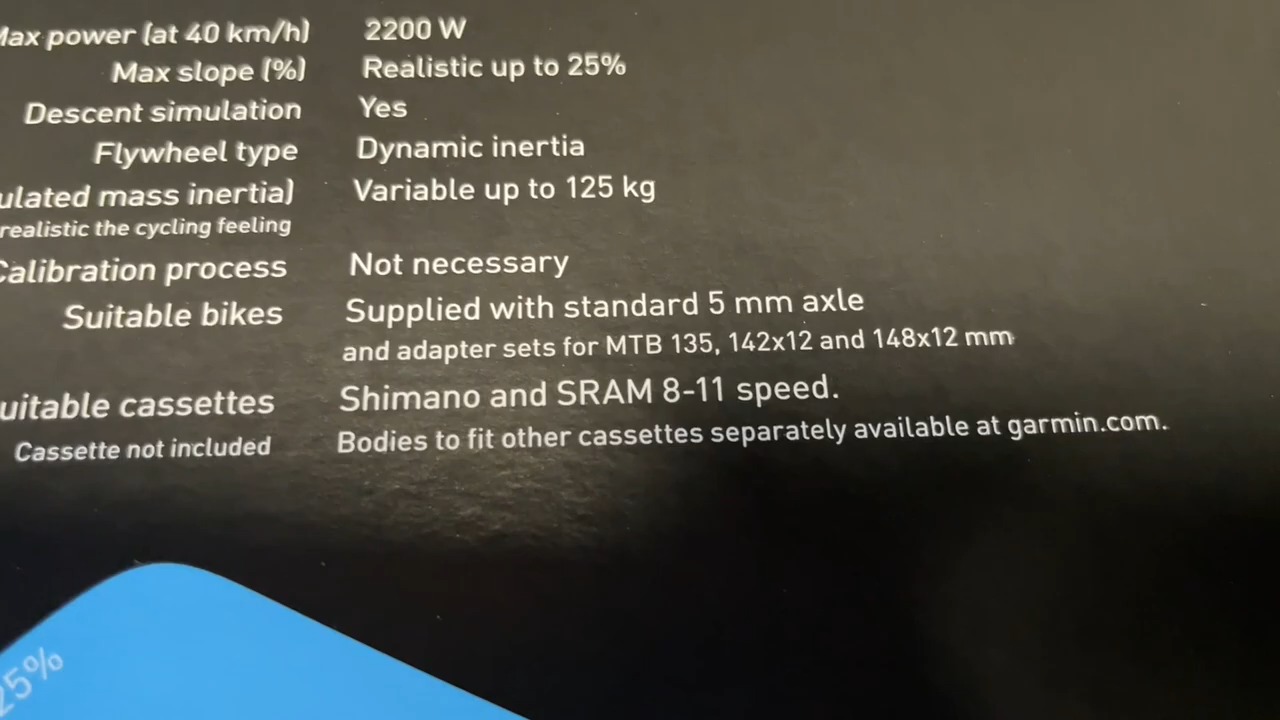 Max power (at 40 km/h) 2200 W
Max slope (%) Realistic up to 25%
Descent simulation Yes
Flywheel type Dynamic inertia
ulated mass inertia) Variable up to 125 kg
realistic the cycling feeling
Calibration process Not necessary
Suitable bikes Supplied with standard 5 mm axle
and adapter sets for MTB 135, 142x12 and 148x12 mm
uitable cassettes Shimano and SRAM 8-11 speed.
Cassette not included Bodies to fit other cassettes separately available at garmin.com.
25%